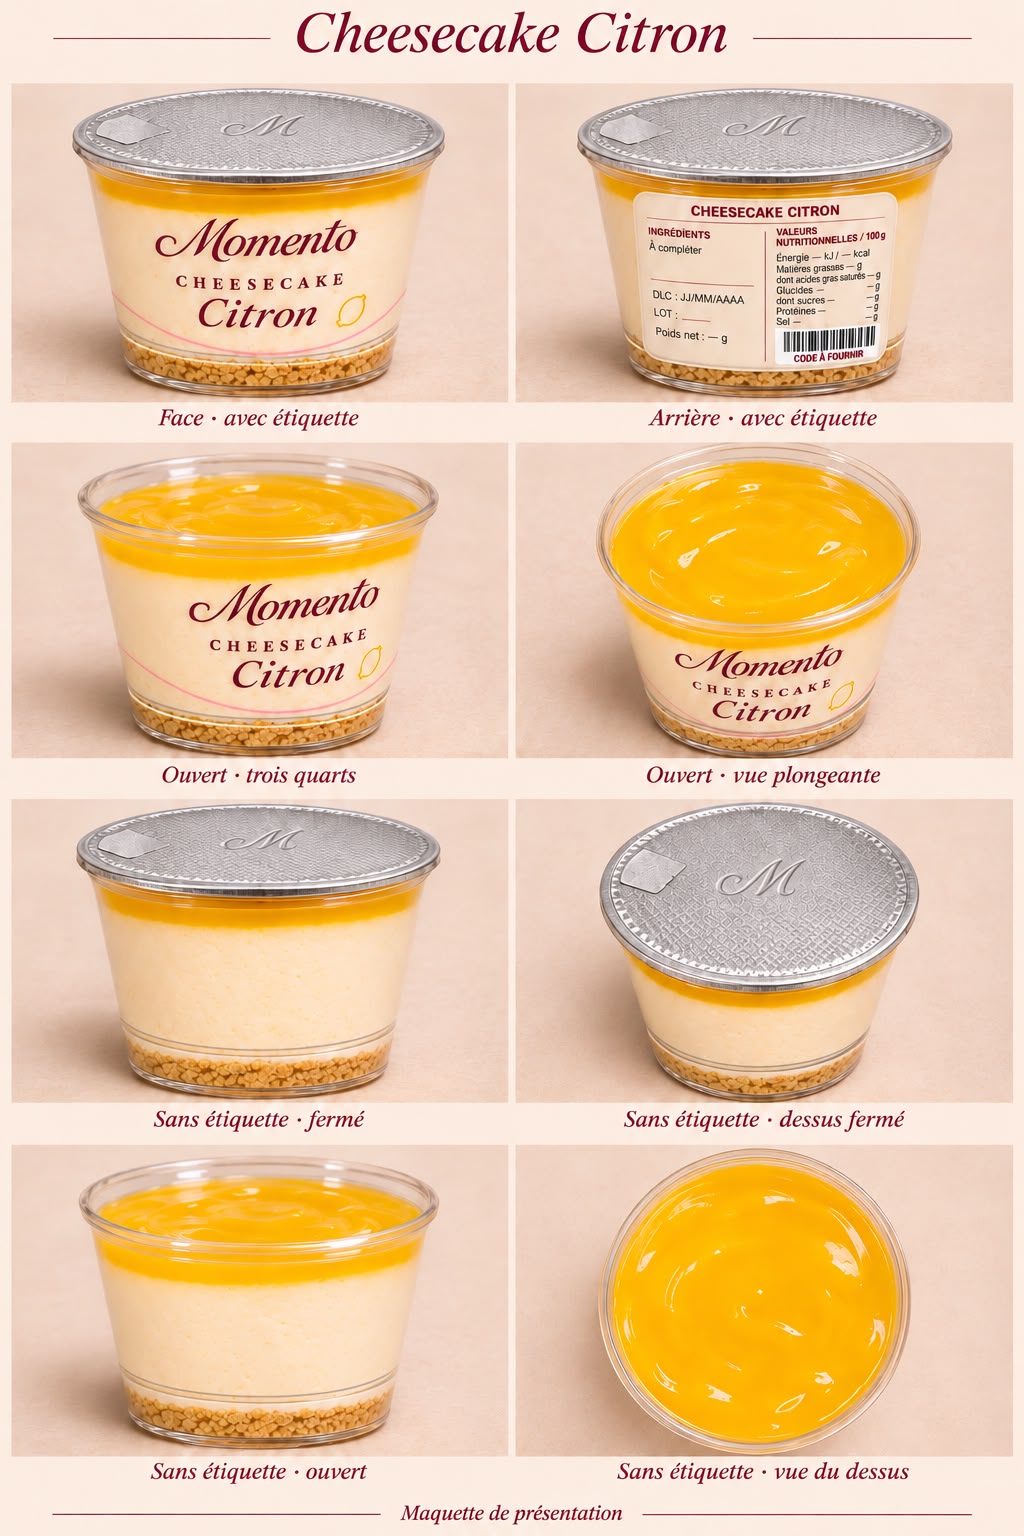 Cheesecake Citron
M
Momento
CHEESECAKE
Citron
Face · avec étiquette
M
CHEESECAKE CITRON
INGRÉDIENTS
À compléter
DLC : JJ/MM/AAAA
LOT : ____
Poids net : — g
VALEURS
NUTRITIONNELLES / 100 g
Énergie — kJ / — kcal
Matières grasses — g
dont acides gras saturés — g
Glucides — — g
dont sucres — — g
Protéines — — g
Sel — — g
CODE À FOURNIR
Arrière · avec étiquette
Momento
CHEESECAKE
Citron
Ouvert · trois quarts
Momento
CHEESECAKE
Citron
Ouvert · vue plongeante
M
Sans étiquette · fermé
M
Sans étiquette · dessus fermé
Sans étiquette · ouvert
Sans étiquette · vue du dessus
Maquette de présentation